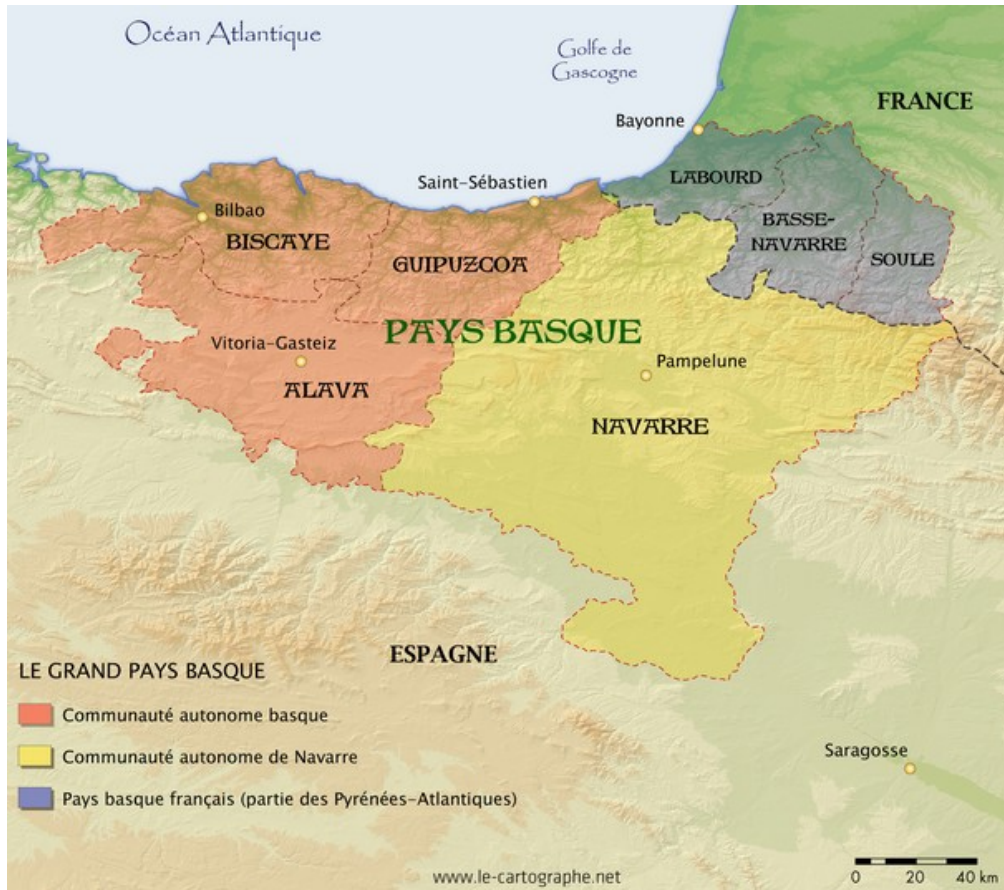 Océan Atlantique
Golfe de
Gascogne
FRANCE
Bayonne
LABOURD
Saint-Sébastien
Bilbao
BISCAYE
BASSE-
NAVARRE
SOULE
GUIPUZCOA
PAYS BASQUE
Vitoria-Gasteiz
Pampelune
ALAVA
NAVARRE
ESPAGNE
LE GRAND PAYS BASQUE
Communauté autonome basque
Communauté autonome de Navarre
Pays basque français (partie des Pyrénées-Atlantiques)
Saragosse
www.le-cartographe.net
0 20 40 km